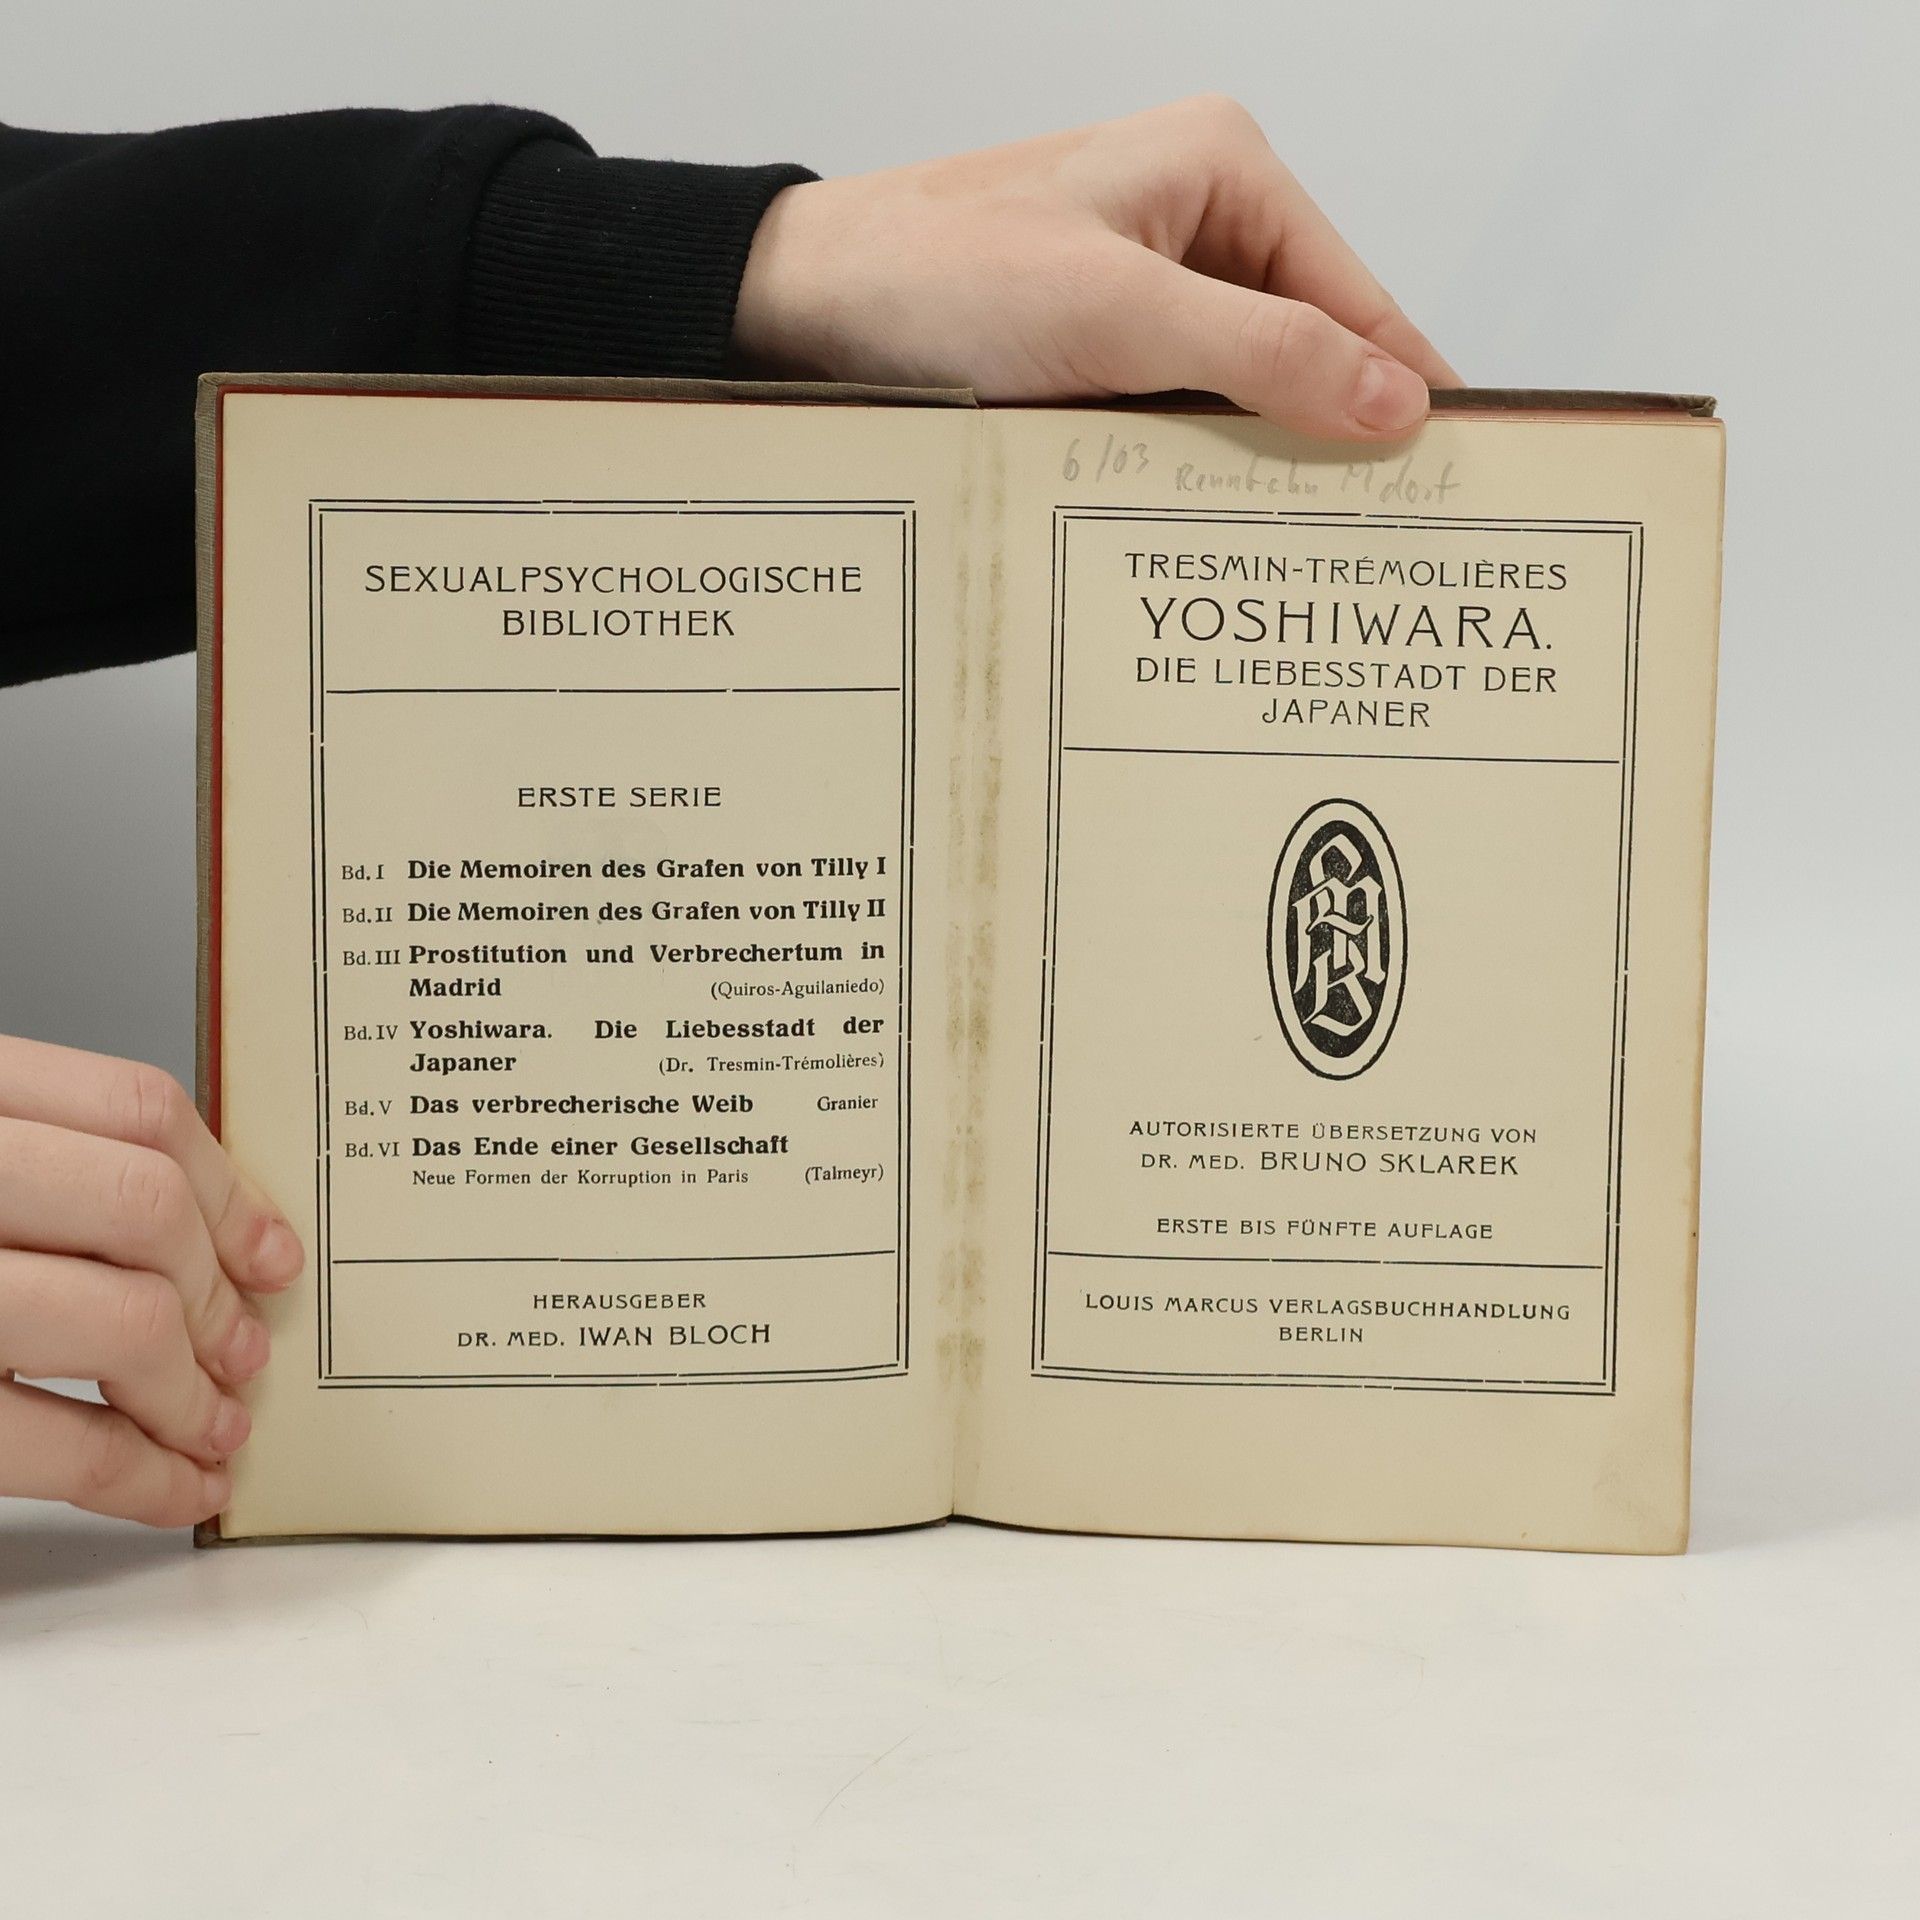 SEXUALPSYCHOLOGISCHE
BIBLIOTHEK
ERSTE SERIE
Bd. I Die Memoiren des Grafen von Tilly I
Bd. II Die Memoiren des Grafen von Tilly II
Bd. III Prostitution und Verbrechertum in
Madrid (Quiros-Aguilaniedo)
Bd. IV Yoshiwara. Die Liebesstadt der
Japaner (Dr. Tresmin-Trémolières)
Bd. V Das verbrecherische Weib Granier
Bd. VI Das Ende einer Gesellschaft
Neue Formen der Korruption in Paris (Talmeyr)
HERAUSGEBER
DR. MED. IWAN BLOCH
6/03 Rennbahn
TRESMIN-TRÉMOLIÈRES
YOSHIWARA.
DIE LIEBESSTADT DER
JAPANER
AUTORISIERTE ÜBERSETZUNG VON
DR. MED. BRUNO SKLAREK
ERSTE BIS FÜNFTE AUFLAGE
LOUIS MARCUS VERLAGSBUCHHANDLUNG
BERLIN